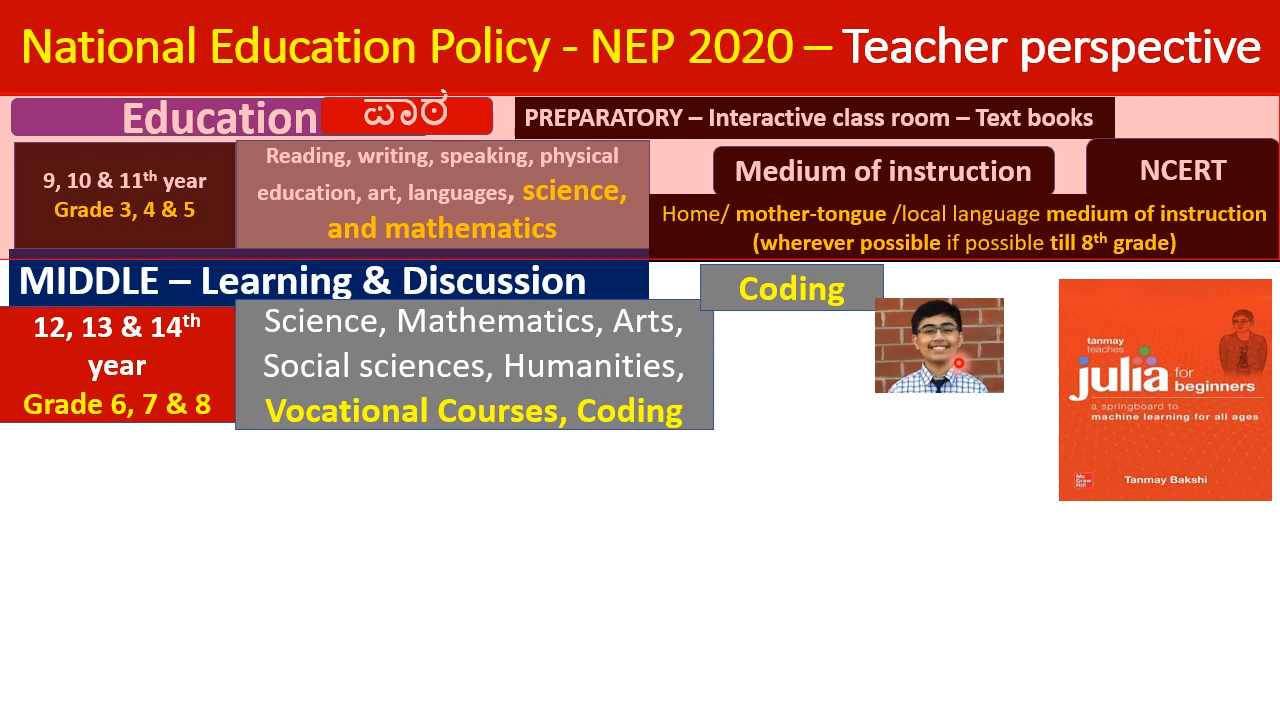 National Education Policy - NEP 2020 – Teacher perspective
Education
ಪಾಠ
PREPARATORY – Interactive class room – Text books
9, 10 & 11th year
Grade 3, 4 & 5
Reading, writing, speaking, physical
education, art, languages, science,
and mathematics
Medium of instruction
NCERT
Home/ mother-tongue /local language medium of instruction
(wherever possible if possible till 8th grade)
MIDDLE – Learning & Discussion
12, 13 & 14th
year
Grade 6, 7 & 8
Science, Mathematics, Arts,
Social sciences, Humanities,
Vocational Courses, Coding
Coding
tanmay
teaches
julia for
beginners
a springboard to
machine learning for all ages
Mc
Graw
Hill
Tanmay Bakshi